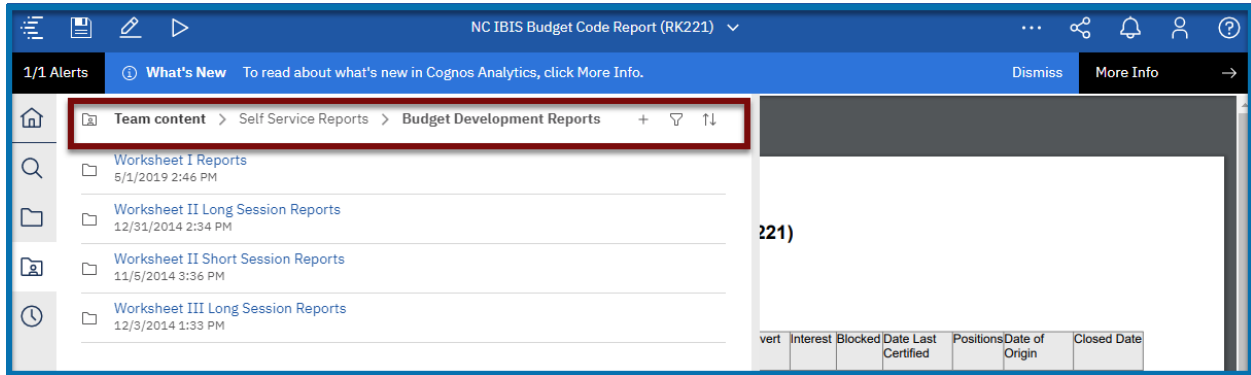 NC IBIS Budget Code Report (RK221)
1/1 Alerts What's New To read about what's new in Cognos Analytics, click More Info. Dismiss More Info
Team content > Self Service Reports > Budget Development Reports
Worksheet I Reports
5/1/2019 2:46 PM
Worksheet II Long Session Reports
12/31/2014 2:34 PM
221)
Worksheet II Short Session Reports
11/5/2014 3:36 PM
Worksheet III Long Session Reports
12/3/2014 1:33 PM
vert Interest Blocked Date Last Positions Date of Closed Date
Certified Origin